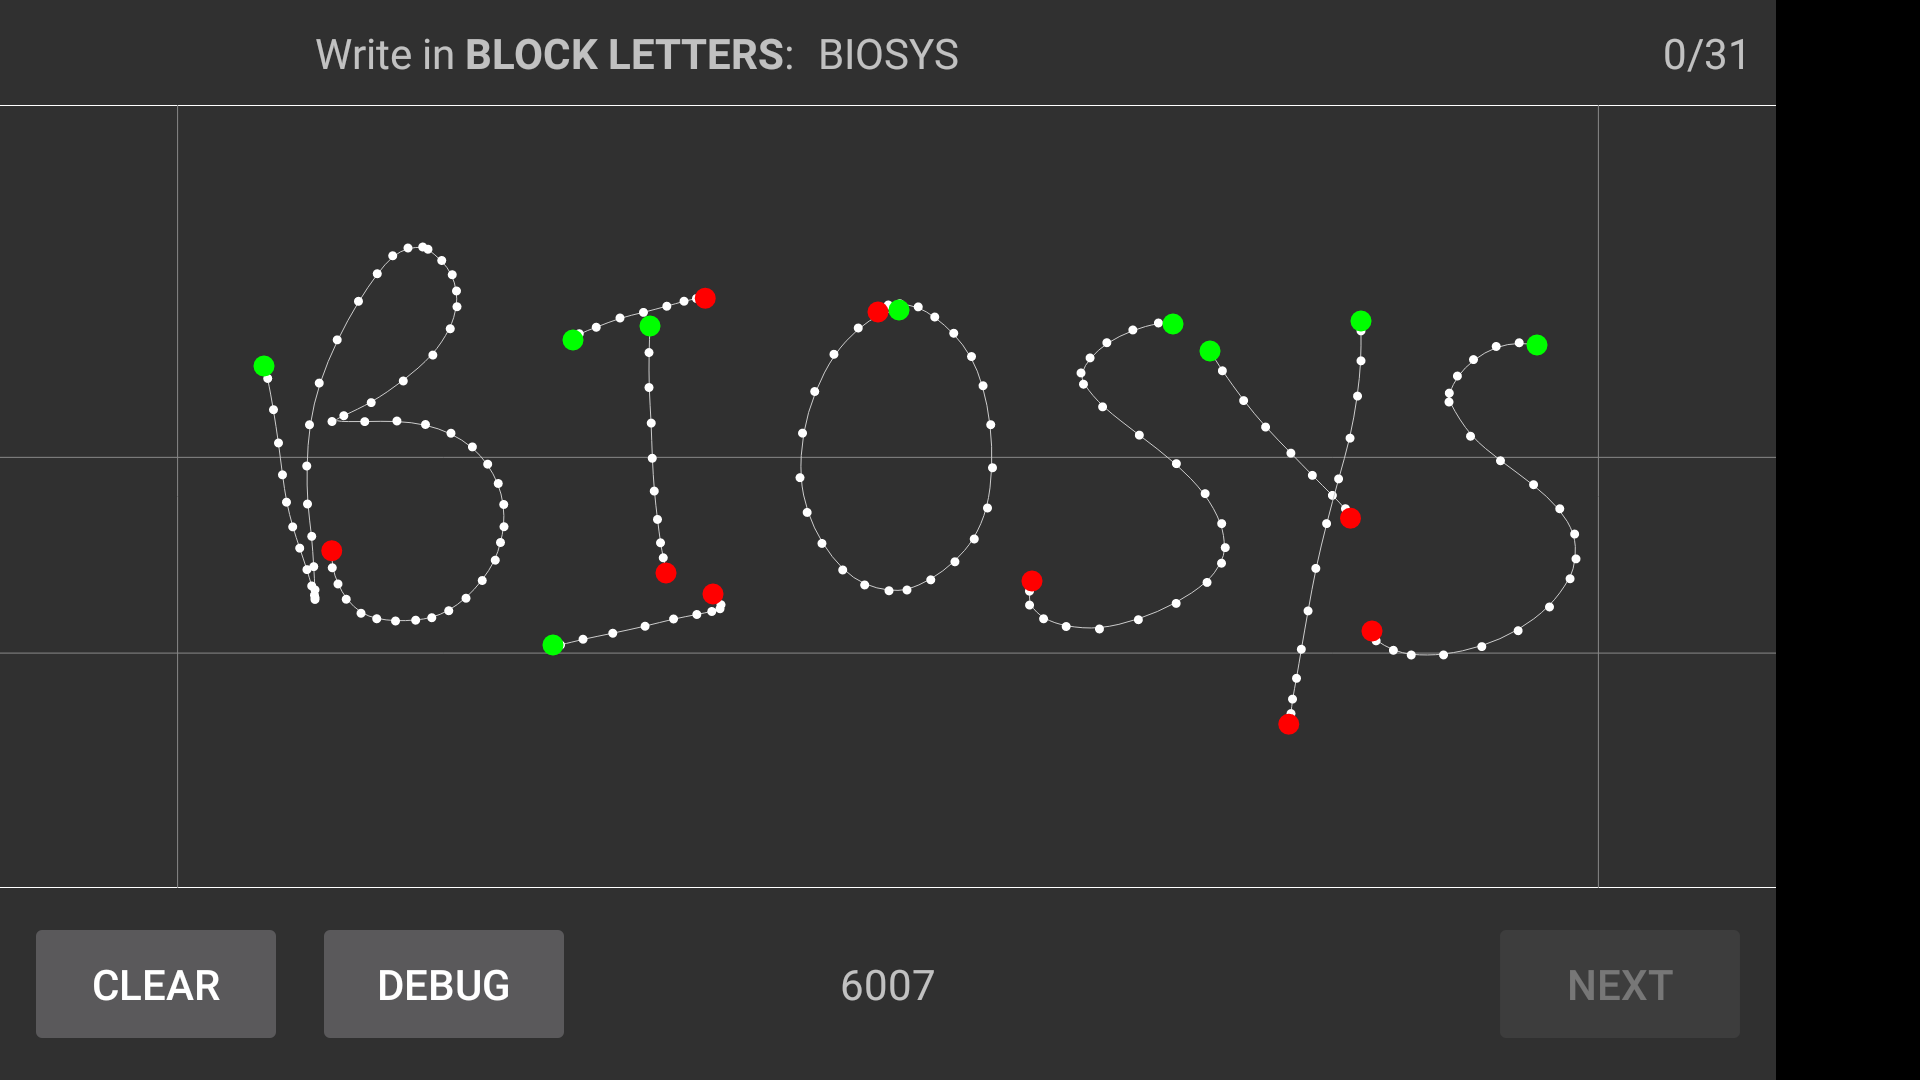 Write in BLOCK LETTERS: BIOSYS 0/31
BIOSYS
CLEAR DEBUG 6007 NEXT